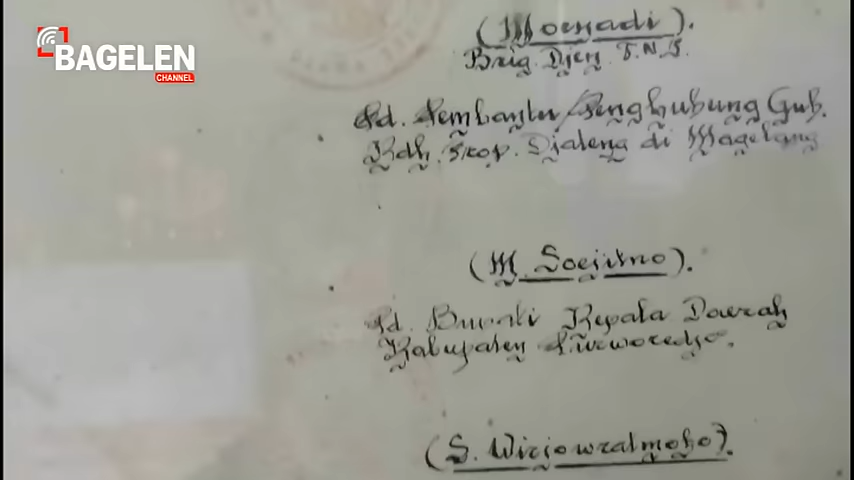 BAGELEN
CHANNEL
(Moenadi).
Brig. Djen T.N.I.
Pd. Pembantu/Penghubung Gub.
Kdh. Prop. Djateng di Magelang
(M. Soejitno).
Pd. Bupati Kepala Daerah
Kabupaten Purworedjo.
(S. Wirjowratmoko).